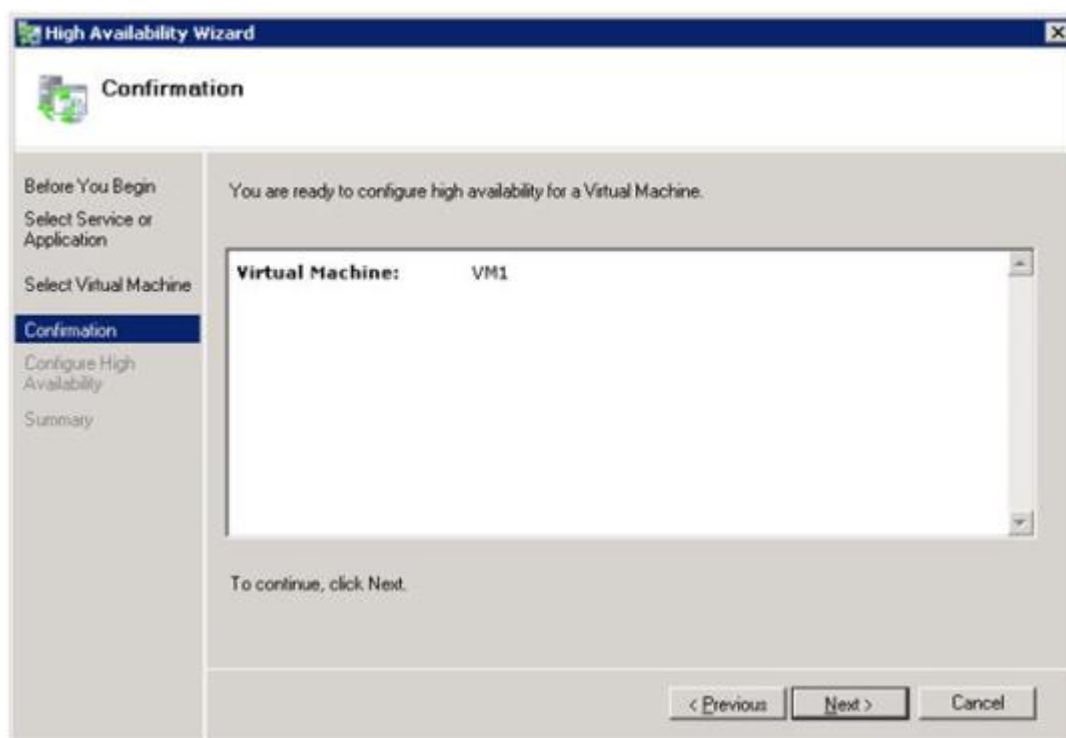 High Availability Wizard
Confirmation
Before You Begin
Select Service or
Application
Select Virtual Machine
Confirmation
Configure High
Availability
Summary
You are ready to configure high availability for a Virtual Machine.
Virtual Machine: VM1
To continue, click Next.
< Previous
Next >
Cancel